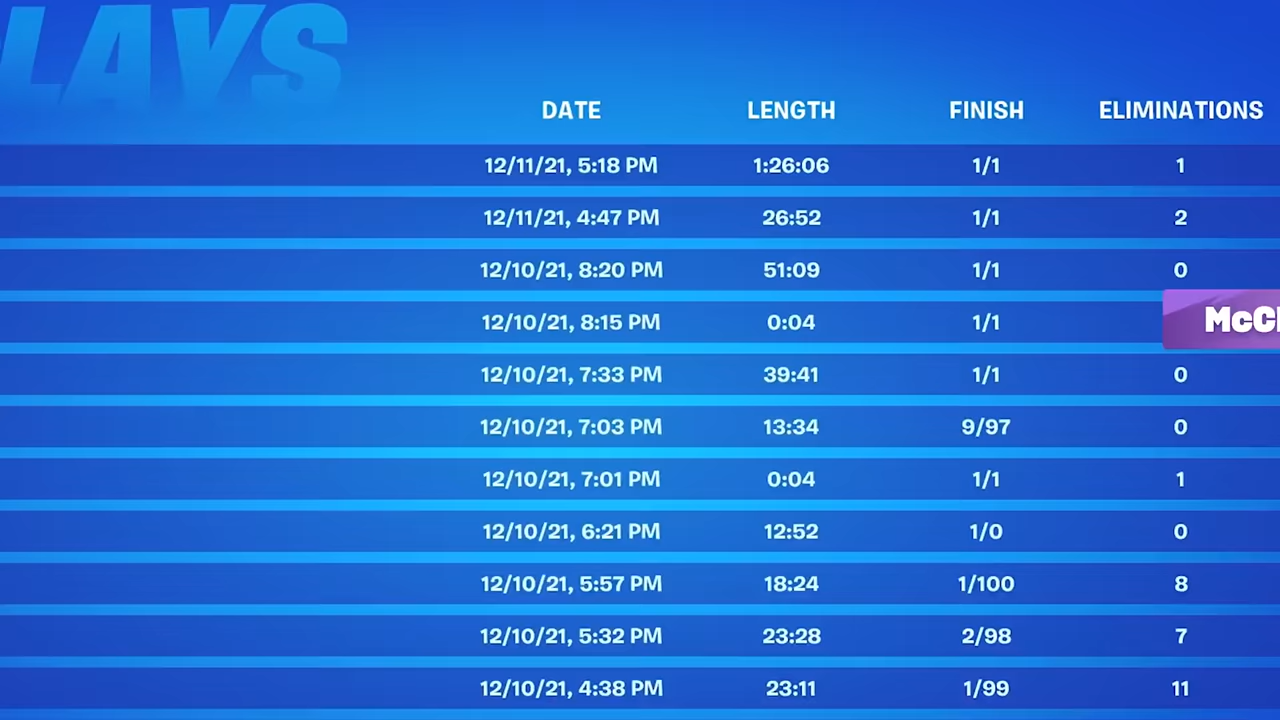 LAYS
DATE LENGTH FINISH ELIMINATIONS
12/11/21, 5:18 PM 1:26:06 1/1 1
12/11/21, 4:47 PM 26:52 1/1 2
12/10/21, 8:20 PM 51:09 1/1 0
12/10/21, 8:15 PM 0:04 1/1 McC
12/10/21, 7:33 PM 39:41 1/1 0
12/10/21, 7:03 PM 13:34 9/97 0
12/10/21, 7:01 PM 0:04 1/1 1
12/10/21, 6:21 PM 12:52 1/0 0
12/10/21, 5:57 PM 18:24 1/100 8
12/10/21, 5:32 PM 23:28 2/98 7
12/10/21, 4:38 PM 23:11 1/99 11